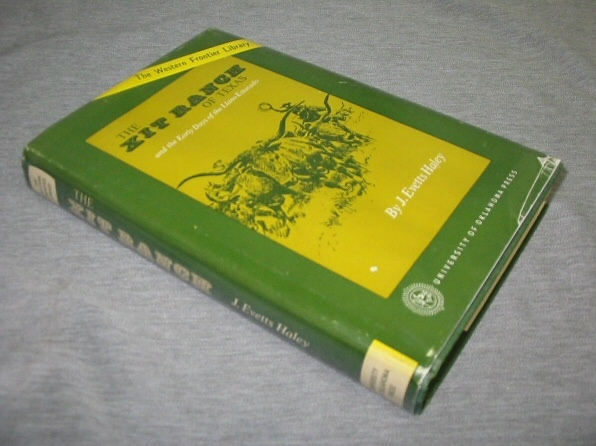 The Western Frontier Library
THE
XIT RANCH
OF TEXAS
and the Early Days of the Llano Estacado
By J. Evetts Haley
UNIVERSITY OF OKLAHOMA PRESS
THE
XIT RANCH
J. Evetts Haley